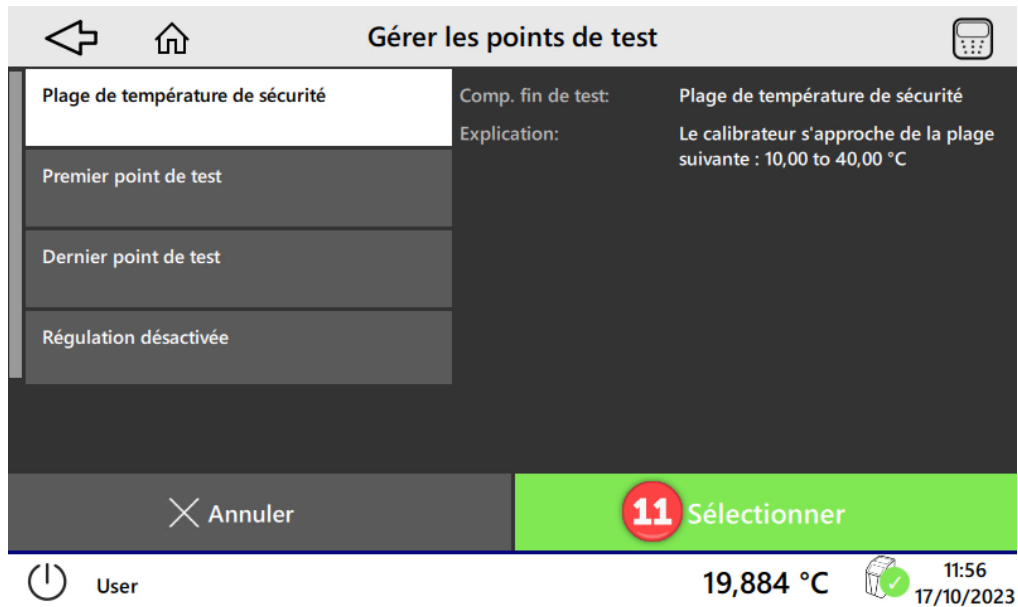 Gérer les points de test
Plage de température de sécurité
Premier point de test
Dernier point de test
Régulation désactivée
Comp. fin de test: Plage de température de sécurité
Explication: Le calibrateur s'approche de la plage
suivante : 10,00 to 40,00 °C
Annuler
11 Sélectionner
User
19,884 °C
11:56
17/10/2023